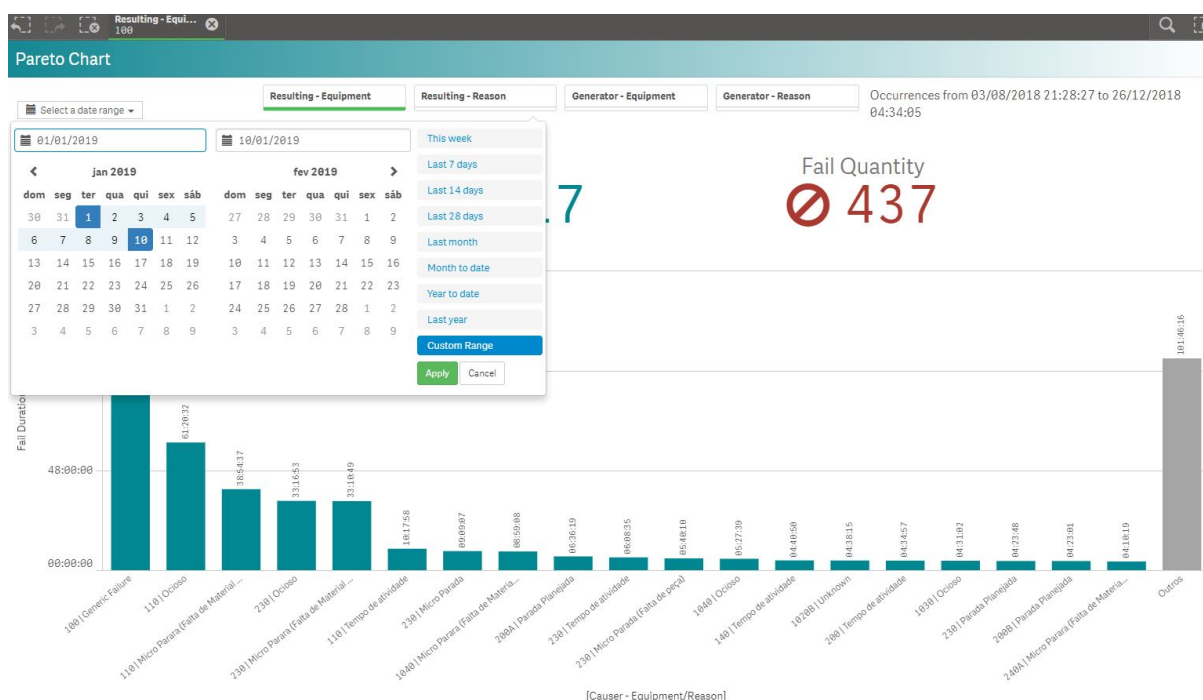 Resulting - Equi...
100
Pareto Chart
Select a date range
Resulting - Equipment
Resulting - Reason
Generator - Equipment
Generator - Reason
Occurrences from 03/08/2018 21:28:27 to 26/12/2018
04:34:05
01/01/2019
10/01/2019
jan 2019
dom seg ter qua qui sex sáb
30 31 1 2 3 4 5
6 7 8 9 10 11 12
13 14 15 16 17 18 19
20 21 22 23 24 25 26
27 28 29 30 31 1 2
3 4 5 6 7 8 9
fev 2019
dom seg ter qua qui sex sáb
27 28 29 30 31 1 2
3 4 5 6 7 8 9
10 11 12 13 14 15 16
17 18 19 20 21 22 23
24 25 26 27 28 1 2
3 4 5 6 7 8 9
This week
Last 7 days
Last 14 days
Last 28 days
Last month
Month to date
Year to date
Last year
Custom Range
Apply
Cancel
7
Fail Quantity
437
Fail Duration
48:00:00
00:00:00
61:20:32
38:54:37
33:16:53
33:10:49
10:17:58
09:09:07
08:59:08
06:36:19
06:08:35
05:40:10
05:27:39
04:40:50
04:38:15
04:34:57
04:31:02
04:23:48
04:23:01
04:10:19
101:46:16
100 | Generic Failure
110 | Ocioso
110 | Micro Parara (Falta de Material ...
230 | Ocioso
230 | Micro Parara (Falta de Material ...
110 | Tempo de atividade
230 | Micro Parada
1040 | Micro Parara (Falta de Materia...
200A | Parada Planejada
230 | Tempo de atividade
230 | Micro Parada (Falta de peça)
1040 | Ocioso
140 | Tempo de atividade
1020B | Unknown
200 | Tempo de atividade
1030 | Ocioso
230 | Parada Planejada
200B | Parada Planejada
240A | Micro Parara (Falta de Materia...
Outros
[Causer - Equipment/Reason]